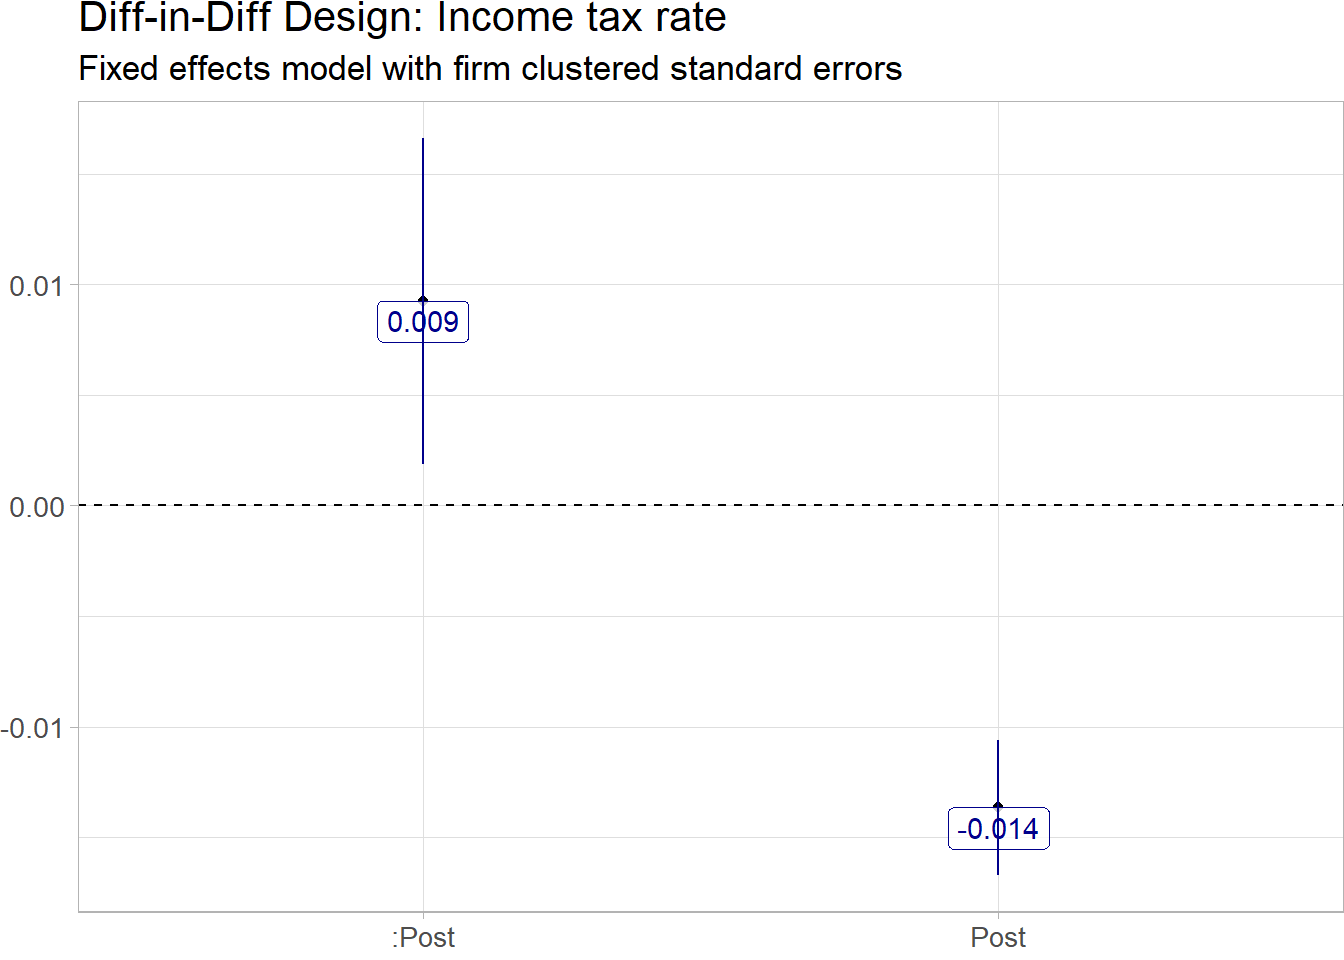 Diff-in-Diff Design: Income tax rate
Fixed effects model with firm clustered standard errors
0.01
0.009
0.00
-0.01
-0.014
:Post
Post